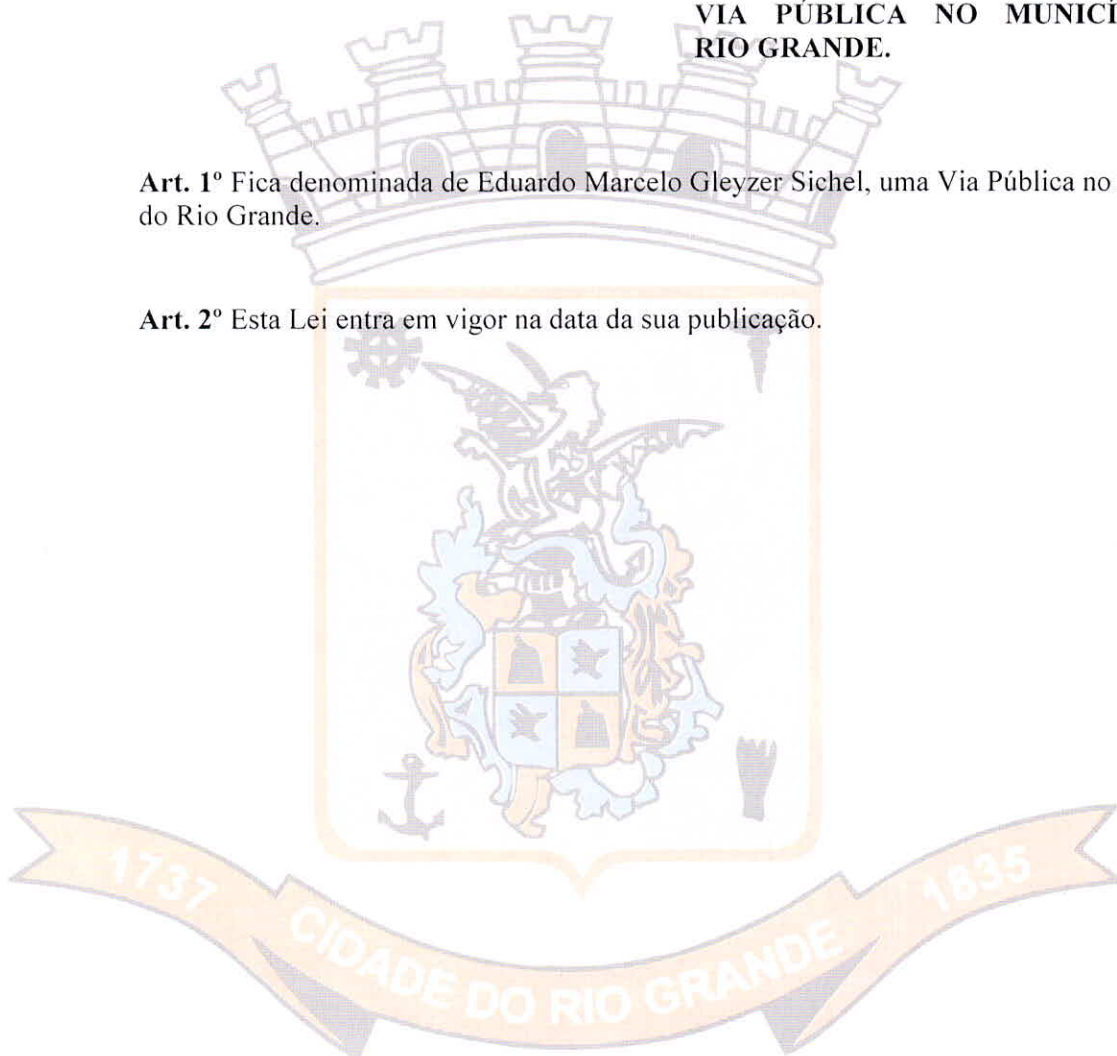 VIA PÚBLICA NO MUNICÍ
RIO GRANDE.
Art. 1º Fica denominada de Eduardo Marcelo Gleyzer Sichel, uma Via Pública no
do Rio Grande.
Art. 2º Esta Lei entra em vigor na data da sua publicação.
1737 CIDADE DO RIO GRANDE 1835